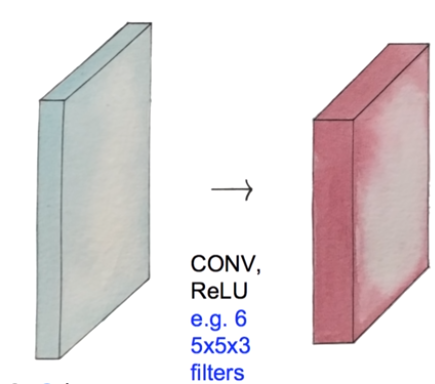 CONV,
ReLU
e.g. 6
5x5x3
filters